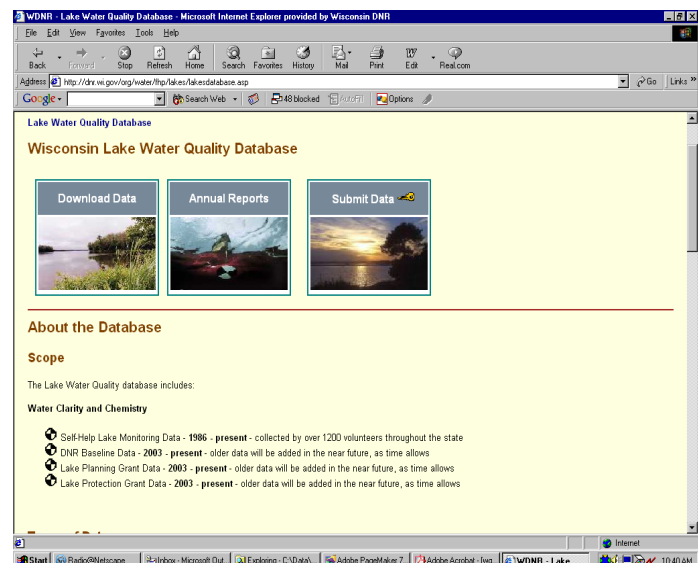 WDNR - Lake Water Quality Database - Microsoft Internet Explorer provided by Wisconsin DNR
File Edit View Favorites Tools Help
Back Forward Stop Refresh Home Search Favorites History Mail Print Edit Real.com
Address http://dnr.wi.gov/org/water/fhp/lakes/lakesdatabase.asp Go Links »
Google Search Web 48 blocked AutoFill Options
Lake Water Quality Database
Wisconsin Lake Water Quality Database
Download Data Annual Reports Submit Data
About the Database
Scope
The Lake Water Quality database includes:
Water Clarity and Chemistry
Self-Help Lake Monitoring Data - 1986 - present - collected by over 1200 volunteers throughout the state
DNR Baseline Data - 2003 - present - older data will be added in the near future, as time allows
Lake Planning Grant Data - 2003 - present - older data will be added in the near future, as time allows
Lake Protection Grant Data - 2003 - present - older data will be added in the near future, as time allows
Internet
Start Radio@Netscape Inbox - Microsoft Out... Exploring - C:\Data\... Adobe PageMaker 7... Adobe Acrobat - [wq... WDNR - Lake ... 10:40 AM